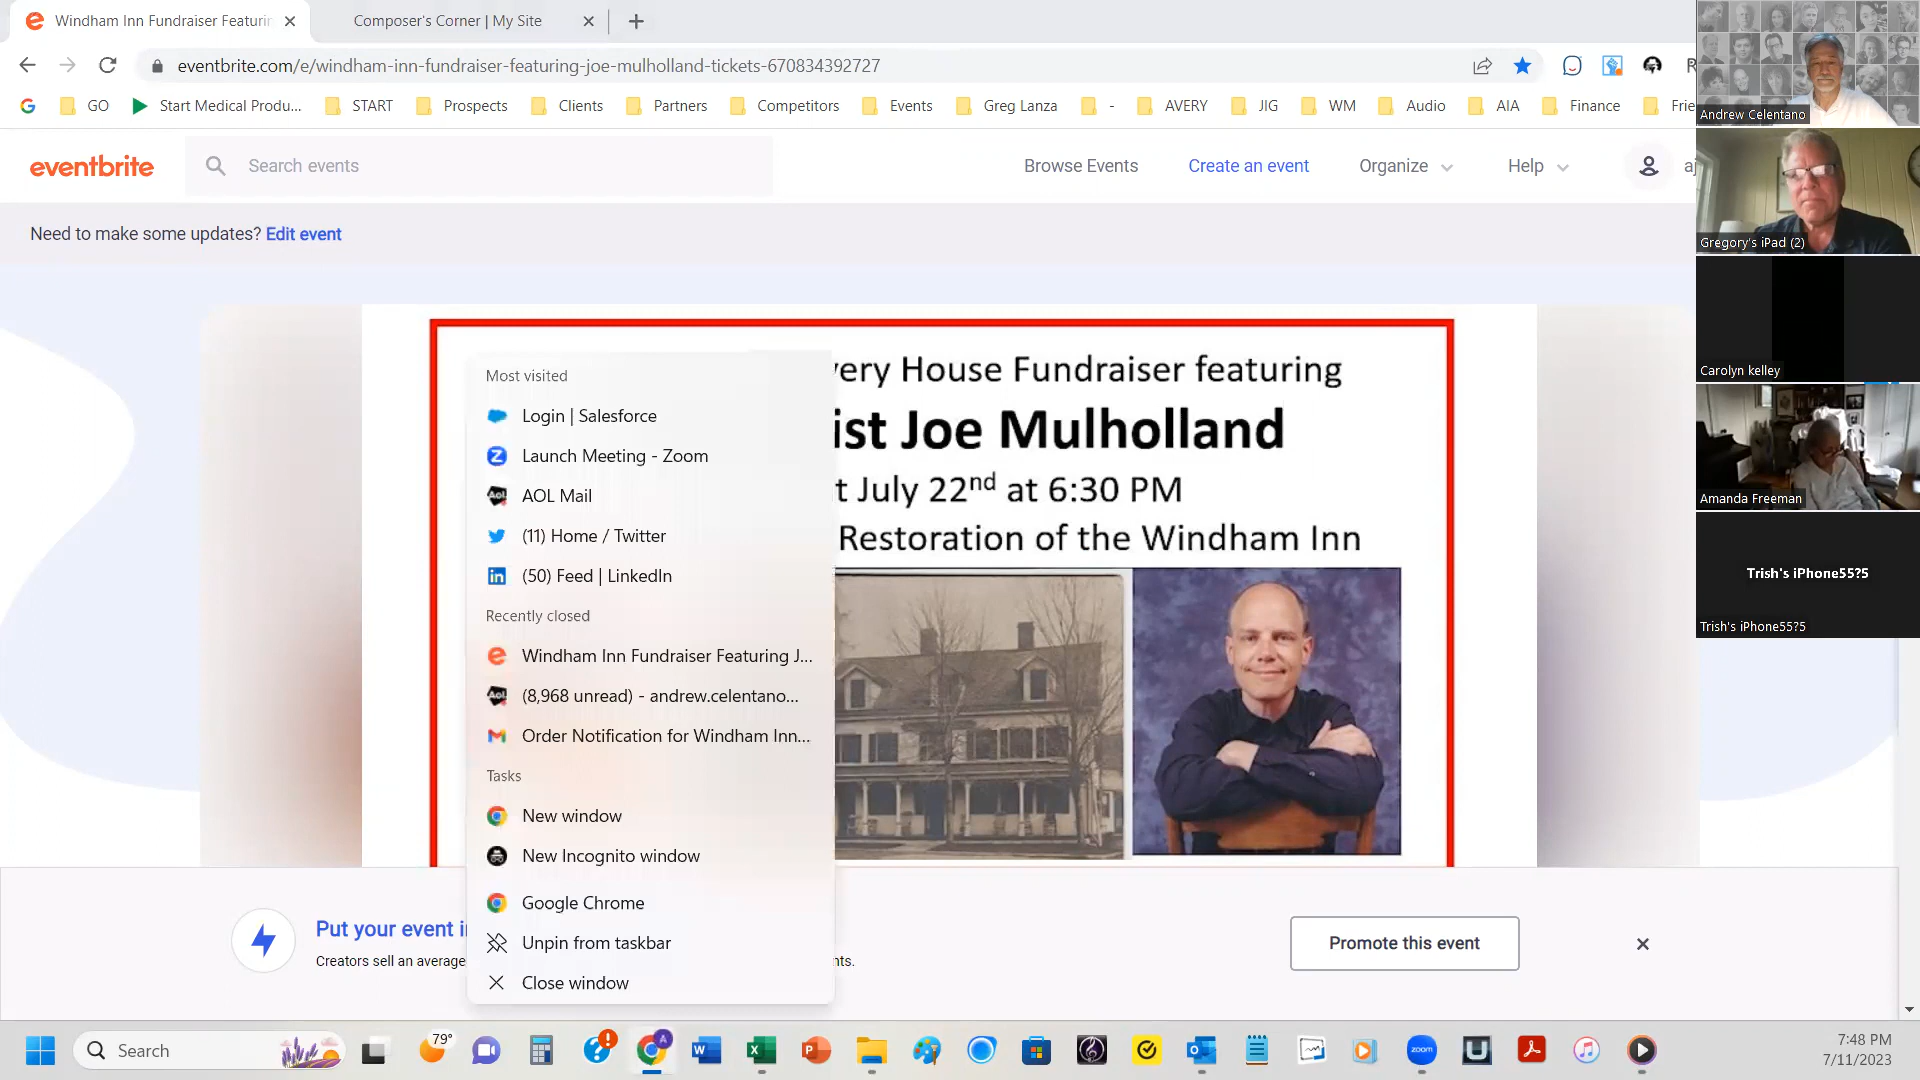 Windham Inn Fundraiser Featurin
Composer's Corner | My Site
eventbrite.com/e/windham-inn-fundraiser-featuring-joe-mulholland-tickets-670834392727
GO
Start Medical Produ...
START
Prospects
Clients
Partners
Competitors
Events
Greg Lanza
-
AVERY
JIG
WM
Audio
AIA
Finance
Frie
eventbrite
Search events
Browse Events
Create an event
Organize
Help
aj
Need to make some updates? Edit event
very House Fundraiser featuring
ist Joe Mulholland
t July 22nd at 6:30 PM
Restoration of the Windham Inn
Most visited
Login | Salesforce
Launch Meeting - Zoom
AOL Mail
(11) Home / Twitter
(50) Feed | LinkedIn
Recently closed
Windham Inn Fundraiser Featuring J...
(8,968 unread) - andrew.celentano...
Order Notification for Windham Inn...
Tasks
New window
New Incognito window
Google Chrome
Unpin from taskbar
Close window
Put your event i
Creators sell an average
nts.
Promote this event
Andrew Celentano
Gregory's iPad (2)
Carolyn kelley
Amanda Freeman
Trish's iPhone55?5
Trish's iPhone55?5
Search
79°
zoom
7:48 PM
7/11/2023